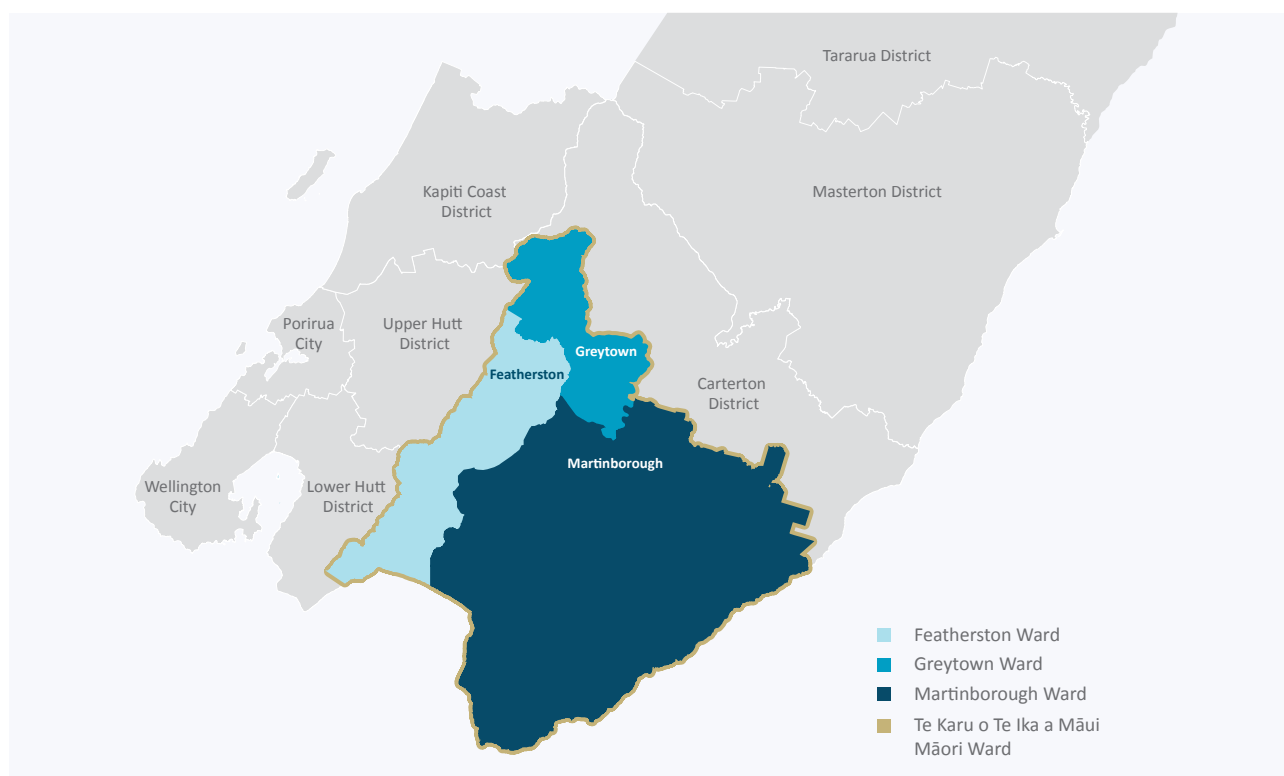 Tararua District
Masterton District
Kapiti Coast
District
Porirua
City
Upper Hutt
District
Greytown
Featherston
Carterton
District
Martinborough
Wellington
City
Lower Hutt
District
Featherston Ward
Greytown Ward
Martinborough Ward
Te Karu o Te Ika a Māui
Māori Ward